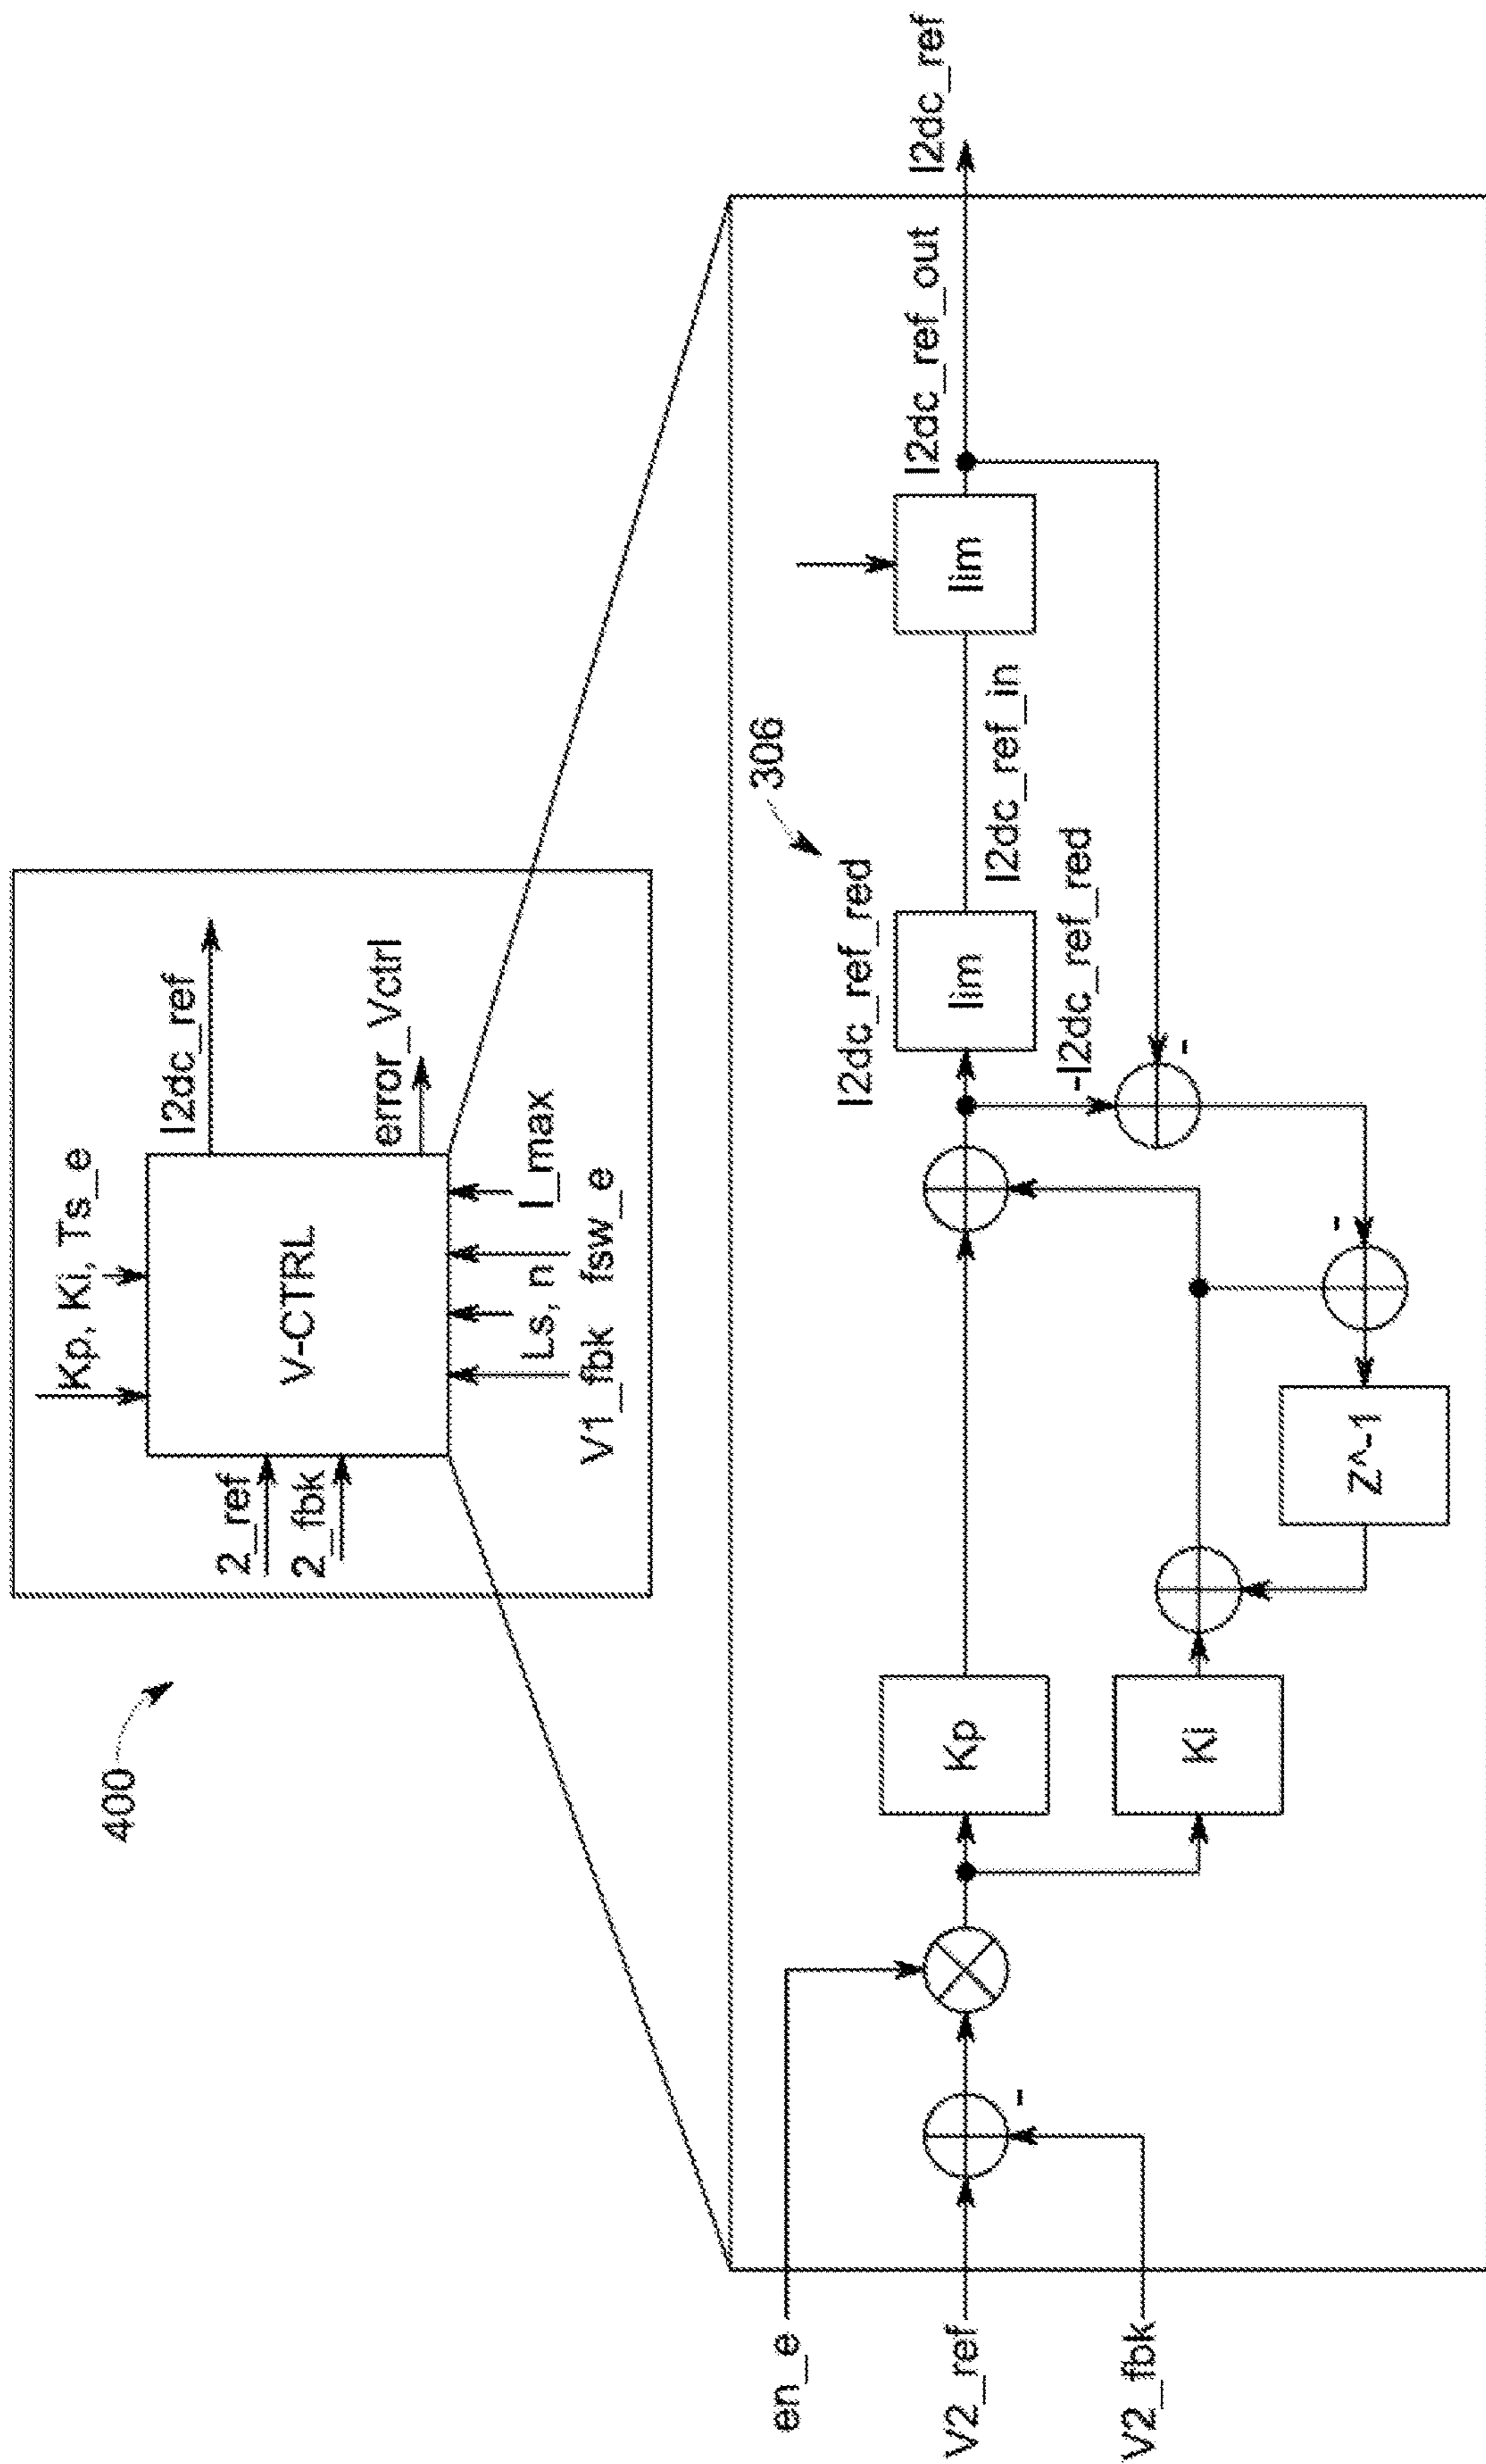 400
Kp, Ki, Ts_e
2_ref
2_fbk
V-CTRL
I2dc_ref
error_Vctrl
Ls, n
I_max
V1_fbk
fsw_e
306
en_e
V2_ref
V2_fbk
-
Kp
Ki
Z^-1
-
I2dc_ref_red
-I2dc_ref_red
-
lim
I2dc_ref_in
lim
I2dc_ref_out
I2dc_ref